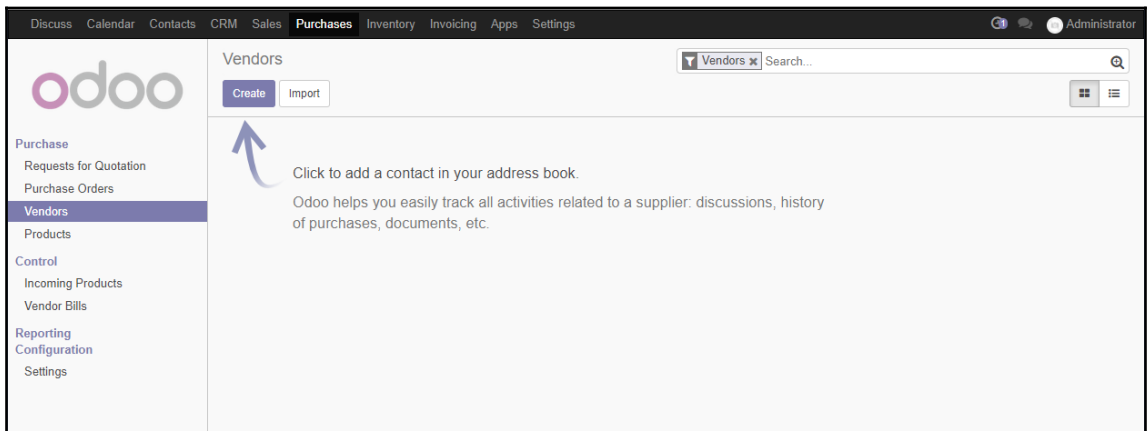 Discuss Calendar Contacts CRM Sales Purchases Inventory Invoicing Apps Settings 1 Administrator
odoo
Vendors
Vendors Search...
Create Import
Purchase
Requests for Quotation
Purchase Orders
Vendors
Products
Control
Incoming Products
Vendor Bills
Reporting
Configuration
Settings
Click to add a contact in your address book.
Odoo helps you easily track all activities related to a supplier: discussions, history
of purchases, documents, etc.